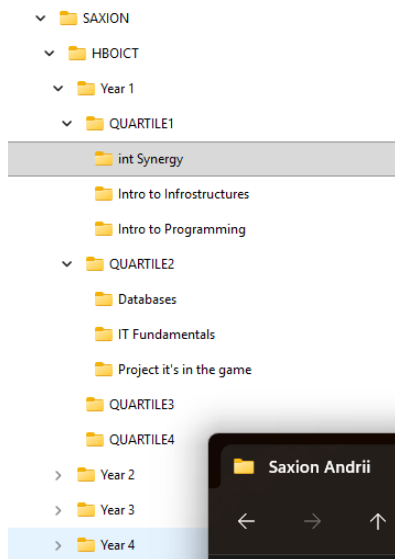 SAXION
HBOICT
Year 1
QUARTILE1
int Synergy
Intro to Infrostructures
Intro to Programming
QUARTILE2
Databases
IT Fundamentals
Project it's in the game
QUARTILE3
QUARTILE4
Saxion Andrii
Year 2
Year 3
Year 4